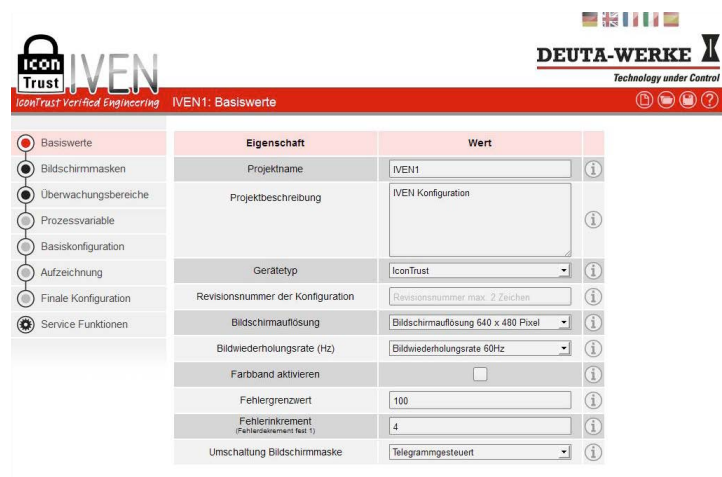 Icon
Trust
IVEN
IconTrust Verified Engineering
DEUTA-WERKE
Technology under Control
IVEN1: Basiswerte
Basiswerte
Bildschirmmasken
Überwachungsbereiche
Prozessvariable
Basiskonfiguration
Aufzeichnung
Finale Konfiguration
Service Funktionen
Eigenschaft Wert
Projektname IVEN1
Projektbeschreibung IVEN Konfiguration
Gerätetyp IconTrust
Revisionsnummer der Konfiguration Revisionsnummer max. 2 Zeichen
Bildschirmauflösung Bildschirmauflösung 640 x 480 Pixel
Bildwiederholungsrate (Hz) Bildwiederholungsrate 60Hz
Farbband aktivieren
Fehlergrenzwert 100
Fehlerinkrement 4
(Fehlerdekrement fest 1)
Umschaltung Bildschirmmaske Telegrammgesteuert